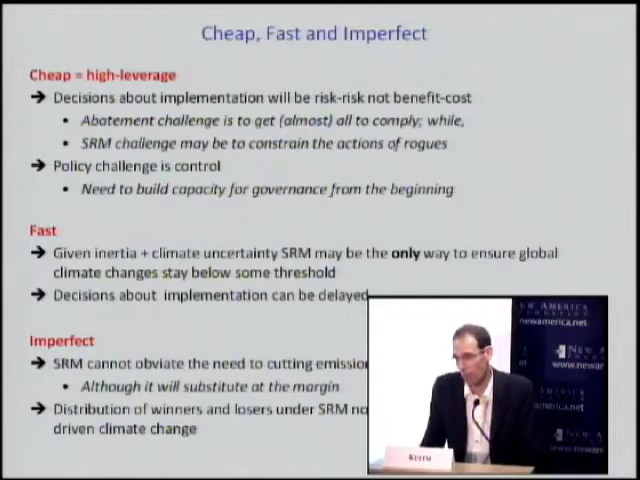 Cheap, Fast and Imperfect
Cheap = high-leverage
→ Decisions about implementation will be risk-risk not benefit-cost
• Abatement challenge is to get (almost) all to comply; while,
• SRM challenge may be to constrain the actions of rogues
→ Policy challenge is control
• Need to build capacity for governance from the beginning
Fast
→ Given inertia + climate uncertainty SRM may be the only way to ensure global
climate changes stay below some threshold
→ Decisions about implementation can be delayed
Imperfect
→ SRM cannot obviate the need to cutting emission
• Although it will substitute at the margin
→ Distribution of winners and losers under SRM no
driven climate change
EW AMERICA
FOUNDATION
newamerica.net
NEW AM
www.newar
AMERICA
america.net
NEW A
www.newam
KEITH